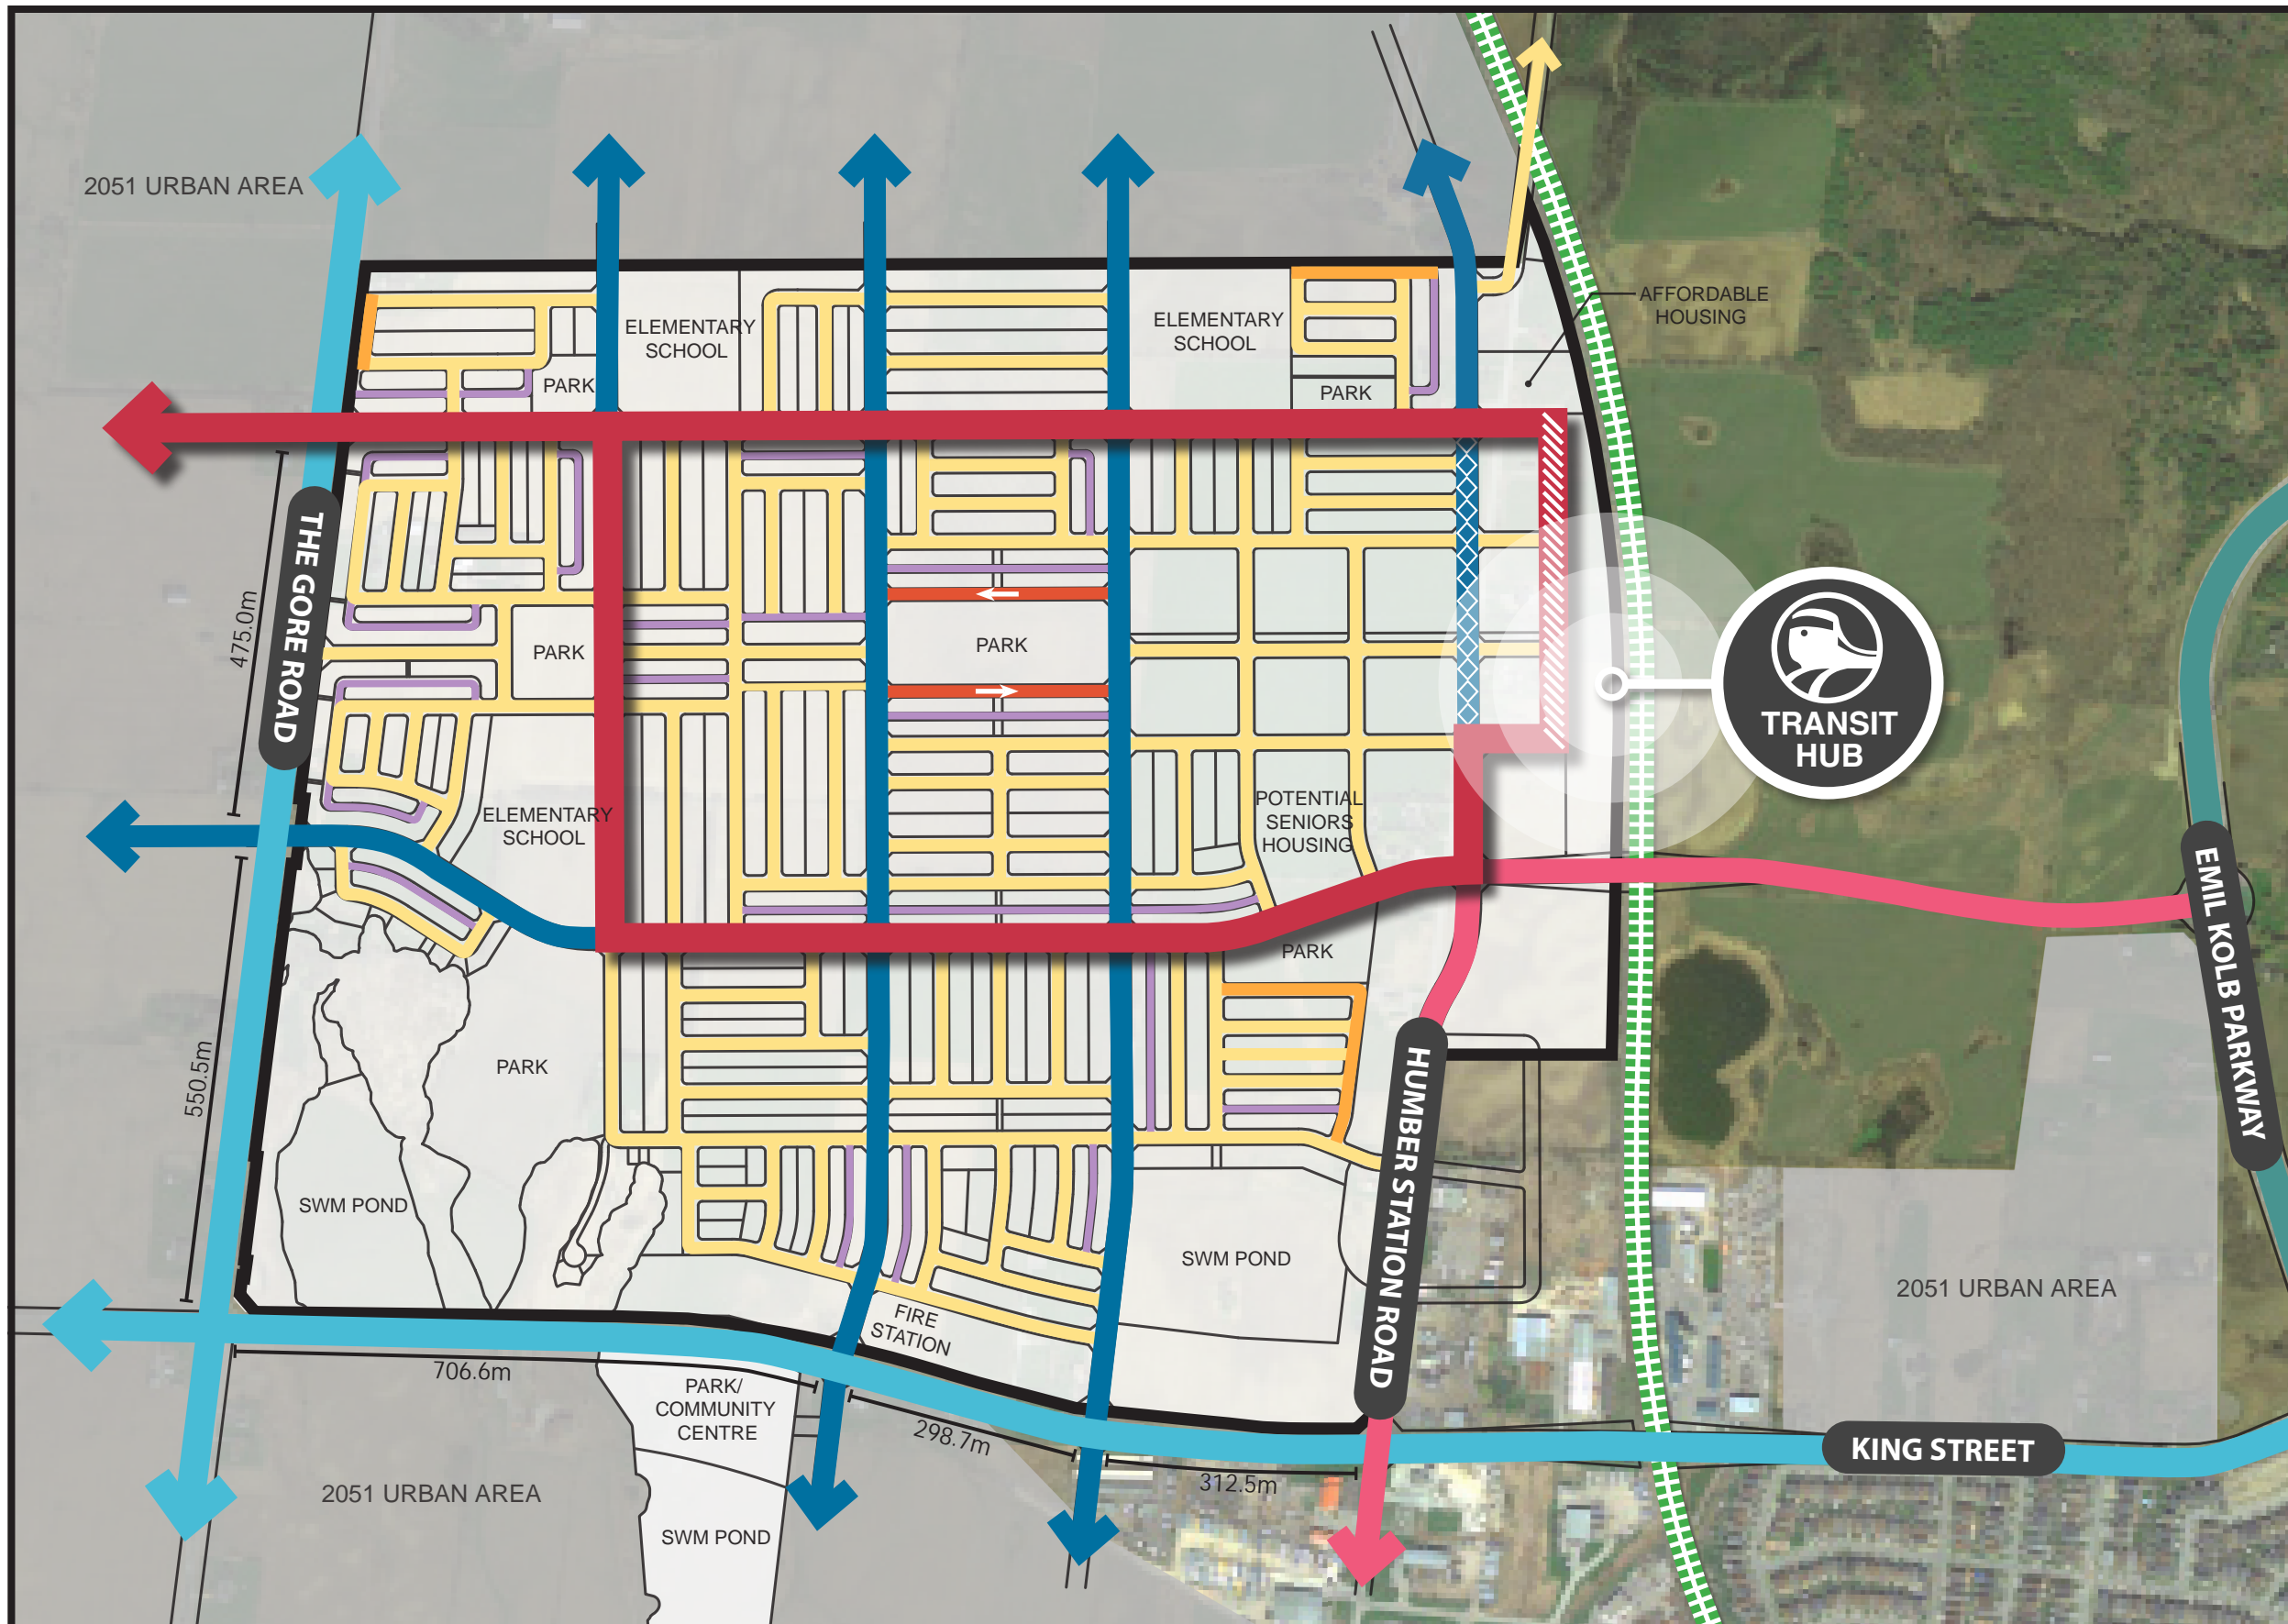 2051 URBAN AREA
AFFORDABLE
HOUSING
ELEMENTARY
SCHOOL
ELEMENTARY
SCHOOL
PARK
PARK
THE GORE ROAD
475.0m
PARK
PARK
TRANSIT
HUB
ELEMENTARY
SCHOOL
POTENTIAL
SENIORS
HOUSING
EMIL KOLB PARKWAY
PARK
550.5m
PARK
HUMBER STATION ROAD
SWM POND
SWM POND
2051 URBAN AREA
FIRE
STATION
706.6m
PARK/
COMMUNITY
CENTRE
298.7m
KING STREET
312.5m
2051 URBAN AREA
SWM POND